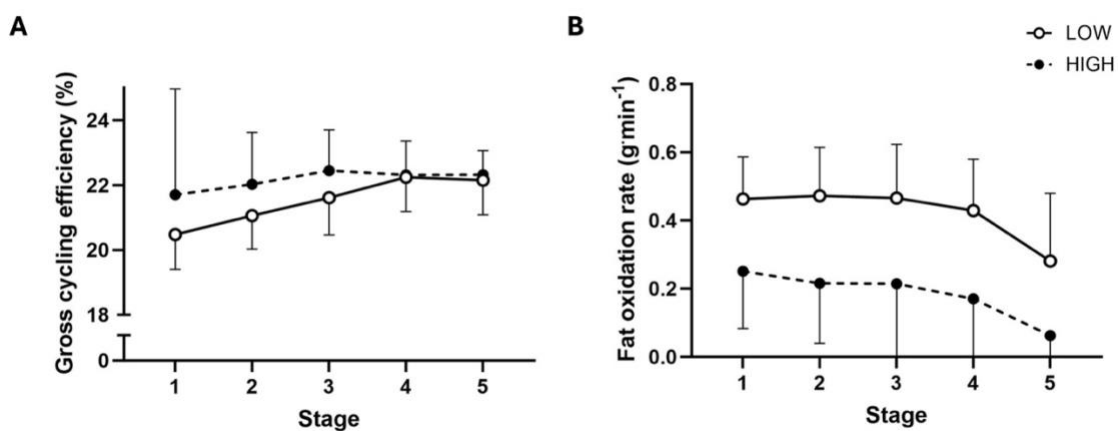 A
Gross cycling efficiency (%)
24
22
20
18
0
1 2 3 4 5
Stage
B
LOW
HIGH
Fat oxidation rate (g·min⁻¹)
0.8
0.6
0.4
0.2
0.0
1 2 3 4 5
Stage